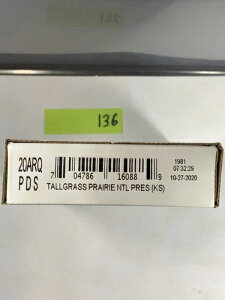 136
20ARQ
PDS
7 04786 16088 9
TALLGRASS PRAIRIE NTL PRES (KS)
1981
07:32:29
10-27-2020